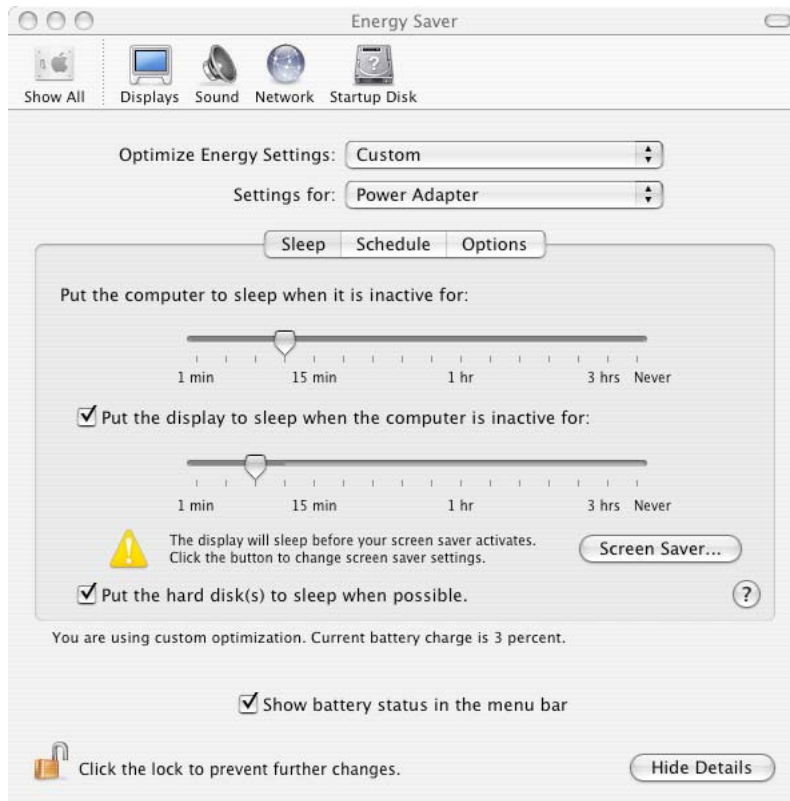 Energy Saver
Show All Displays Sound Network Startup Disk
Optimize Energy Settings: Custom
Settings for: Power Adapter
Sleep Schedule Options
Put the computer to sleep when it is inactive for:
1 min 15 min 1 hr 3 hrs Never
Put the display to sleep when the computer is inactive for:
1 min 15 min 1 hr 3 hrs Never
The display will sleep before your screen saver activates.
Click the button to change screen saver settings.
Screen Saver...
Put the hard disk(s) to sleep when possible.
?
You are using custom optimization. Current battery charge is 3 percent.
Show battery status in the menu bar
Click the lock to prevent further changes.
Hide Details